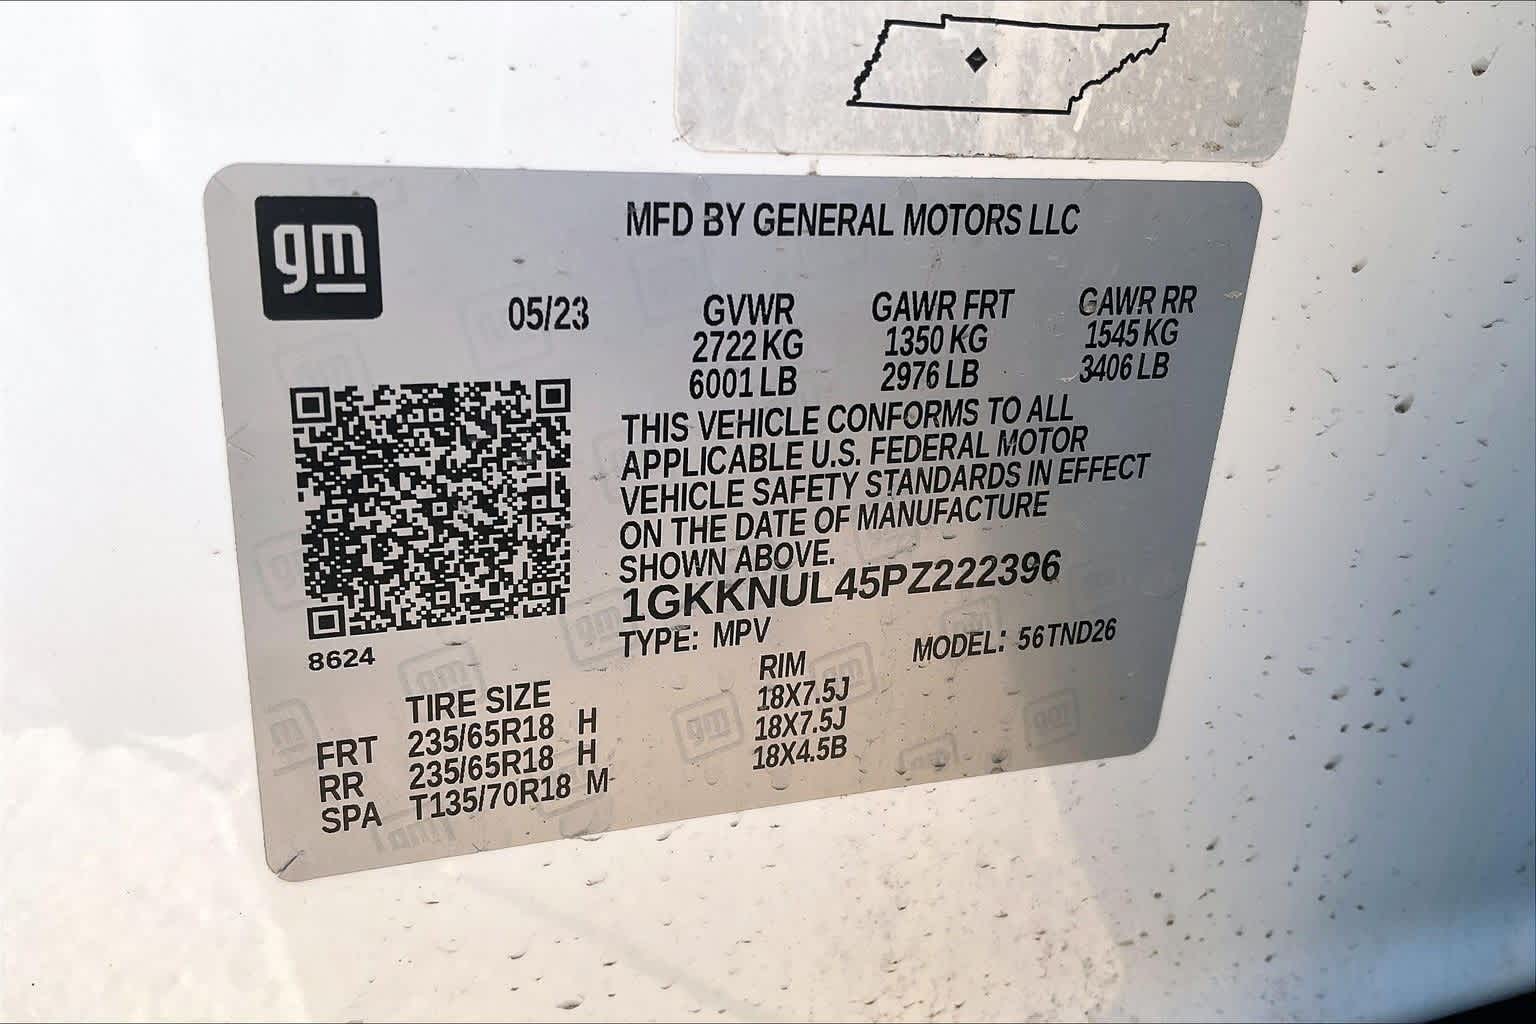 gm
MFD BY GENERAL MOTORS LLC
05/23
GVWR GAWR FRT GAWR RR
2722 KG 1350 KG 1545 KG
6001 LB 2976 LB 3406 LB
THIS VEHICLE CONFORMS TO ALL
APPLICABLE U.S. FEDERAL MOTOR
VEHICLE SAFETY STANDARDS IN EFFECT
ON THE DATE OF MANUFACTURE
SHOWN ABOVE.
1GKKNUL45PZ222396
TYPE: MPV MODEL: 56TND26
8624
TIRE SIZE RIM
FRT 235/65R18 H 18X7.5J
RR 235/65R18 H 18X7.5J
SPA T135/70R18 M 18X4.5B